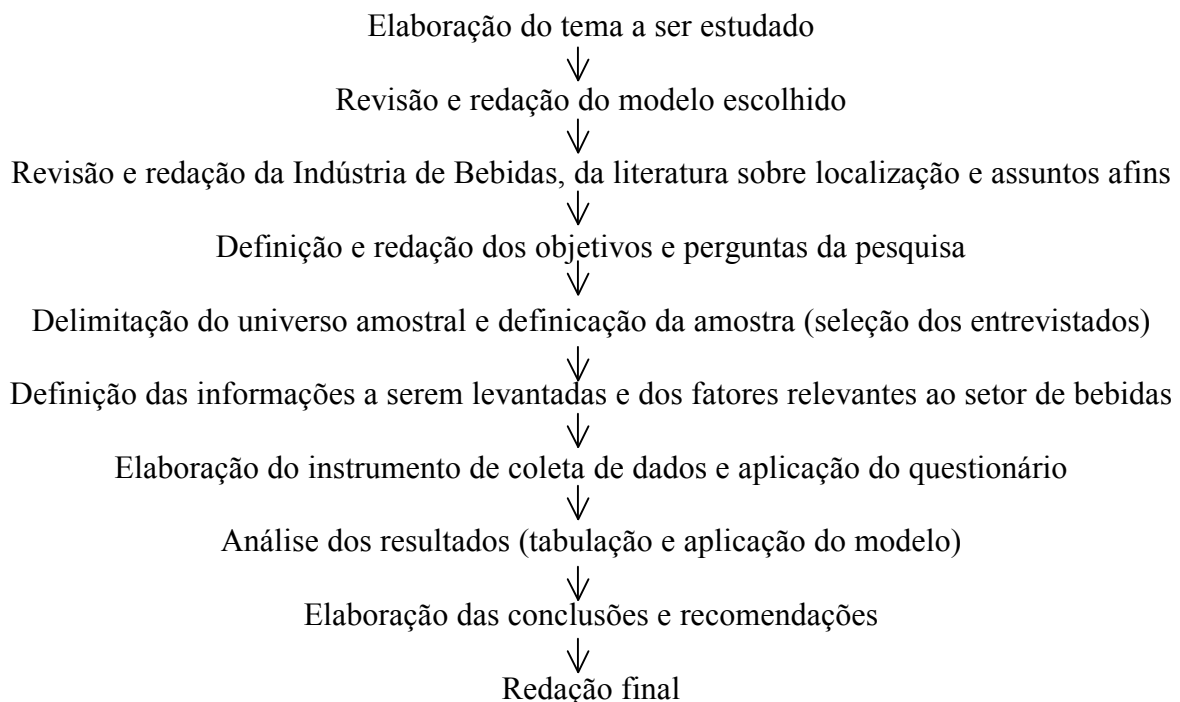 Elaboração do tema a ser estudado
Revisão e redação do modelo escolhido
Revisão e redação da Indústria de Bebidas, da literatura sobre localização e assuntos afins
Definição e redação dos objetivos e perguntas da pesquisa
Delimitação do universo amostral e definicação da amostra (seleção dos entrevistados)
Definição das informações a serem levantadas e dos fatores relevantes ao setor de bebidas
Elaboração do instrumento de coleta de dados e aplicação do questionário
Análise dos resultados (tabulação e aplicação do modelo)
Elaboração das conclusões e recomendações
Redação final